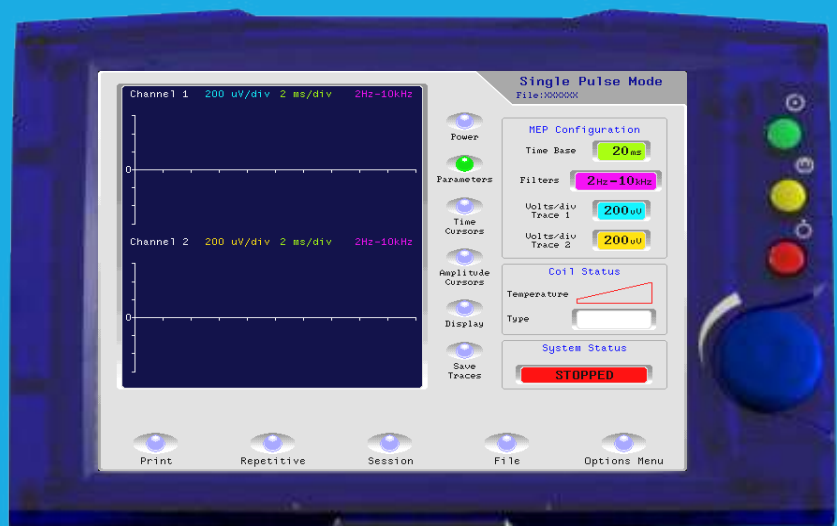 Single Pulse Mode
File:XXXXXX
Channel 1 200 uV/div 2 ms/div 2Hz-10kHz
0
Channel 2 200 uV/div 2 ms/div 2Hz-10kHz
0
Power
Parameters
Time
Cursors
Amplitude
Cursors
Display
Save
Traces
MEP Configuration
Time Base 20 ms
Filters 2Hz-10kHz
Volts/div
Trace 1
200uV
Volts/div
Trace 2
200uV
Coil Status
Temperature
Type
System Status
STOPPED
Print Repetitive Session File Options Menu